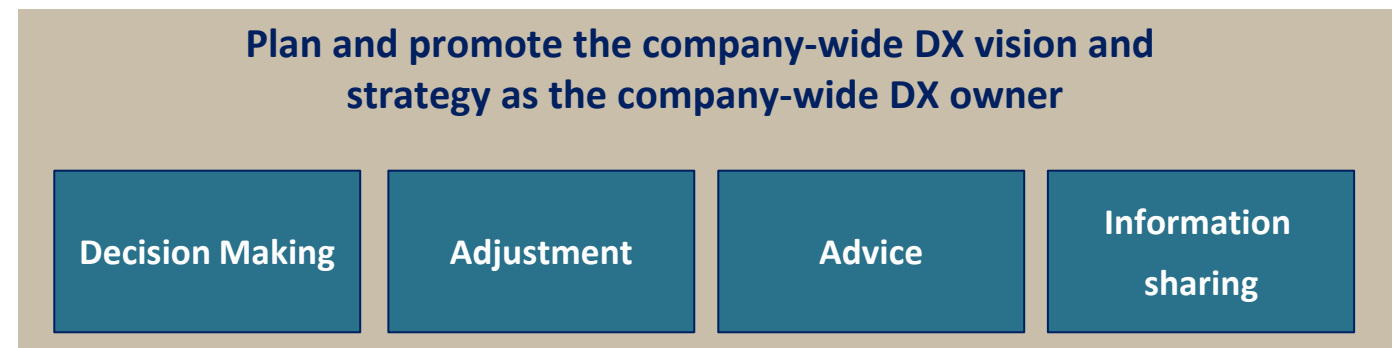 Plan and promote the company-wide DX vision and
strategy as the company-wide DX owner
Decision Making
Adjustment
Advice
Information
sharing